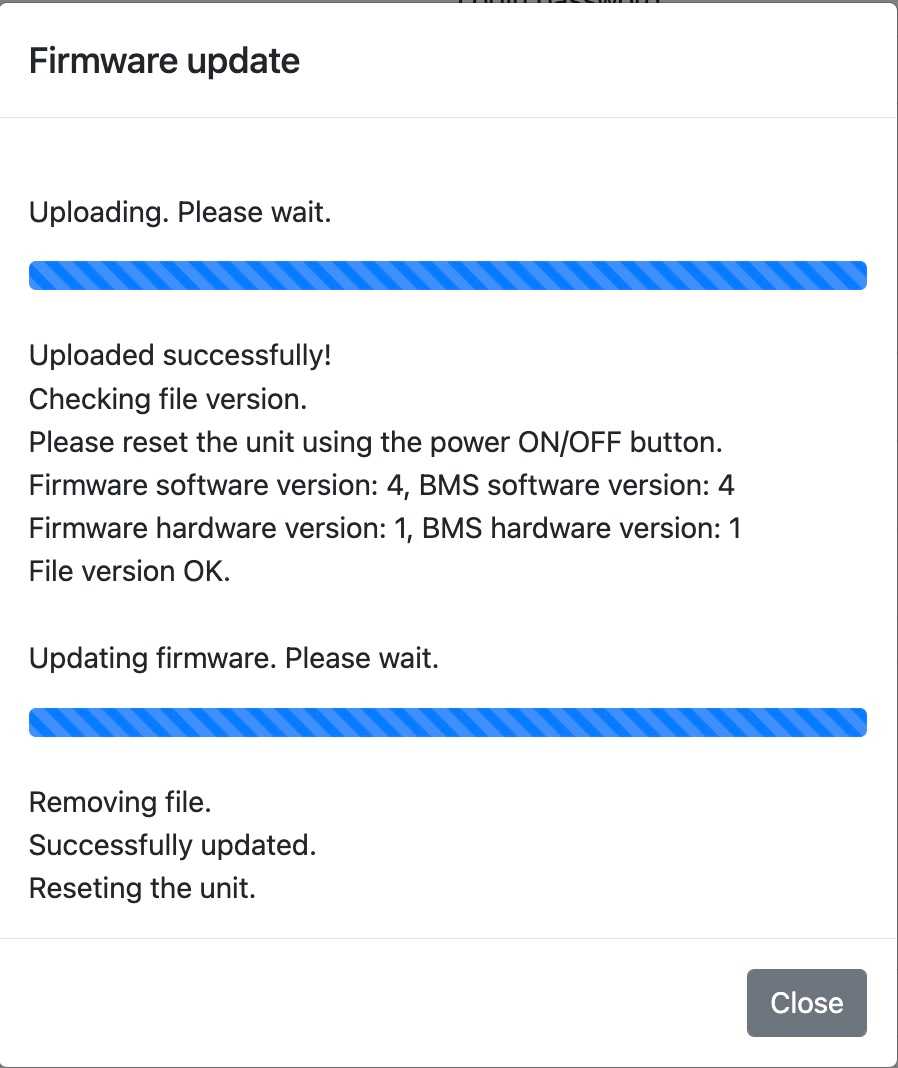 Firmware update
Uploading. Please wait.
Uploaded successfully!
Checking file version.
Please reset the unit using the power ON/OFF button.
Firmware software version: 4, BMS software version: 4
Firmware hardware version: 1, BMS hardware version: 1
File version OK.
Updating firmware. Please wait.
Removing file.
Successfully updated.
Reseting the unit.
Close